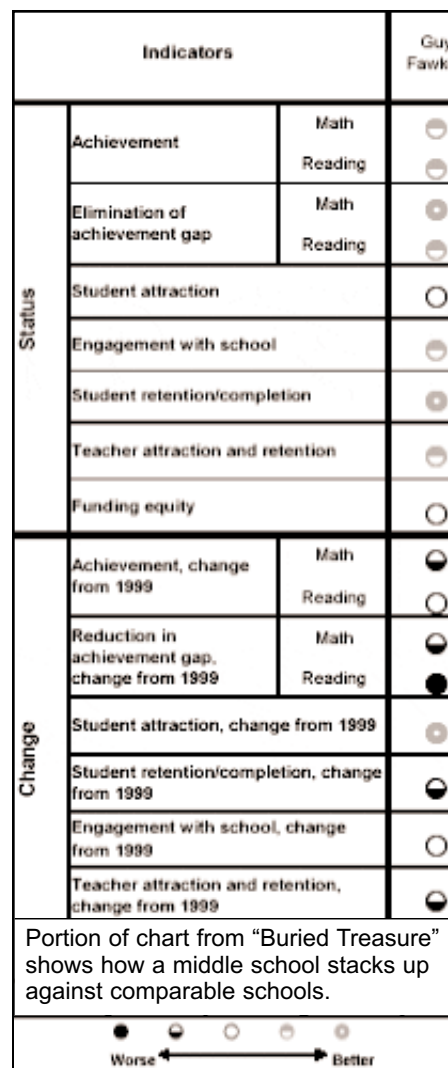 Indicators
Guy
Fawk
Status
Achievement
Math
Reading
Elimination of
achievement gap
Math
Reading
Student attraction
Engagement with school
Student retention/completion
Teacher attraction and retention
Funding equity
Change
Achievement, change
from 1999
Math
Reading
Reduction in
achievement gap,
change from 1999
Math
Reading
Student attraction, change from 1999
Student retention/completion, change
from 1999
Engagement with school, change
from 1999
Teacher attraction and retention,
change from 1999
Portion of chart from “Buried Treasure”
shows how a middle school stacks up
against comparable schools.
Worse Better